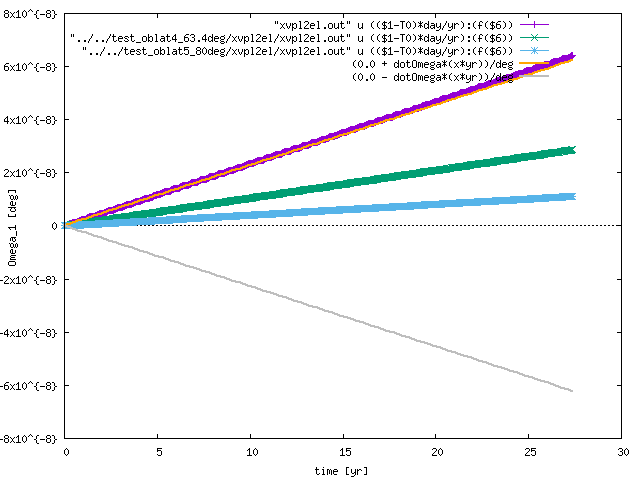 "xvpl2el.out" u (($1-T0)*day/yr):(f($6))
"../../test_oblat4_63.4deg/xvpl2el/xvpl2el.out" u (($1-T0)*day/yr):(f($6))
"../../test_oblat5_80deg/xvpl2el/xvpl2el.out" u (($1-T0)*day/yr):(f($6))
(0.0 + dotOmega*(x*yr))/deg
(0.0 - dotOmega*(x*yr))/deg
8x10^{-8}
6x10^{-8}
4x10^{-8}
2x10^{-8}
0
-2x10^{-8}
-4x10^{-8}
-6x10^{-8}
-8x10^{-8}
Omega_1 [deg]
0 5 10 15 20 25 30
time [yr]